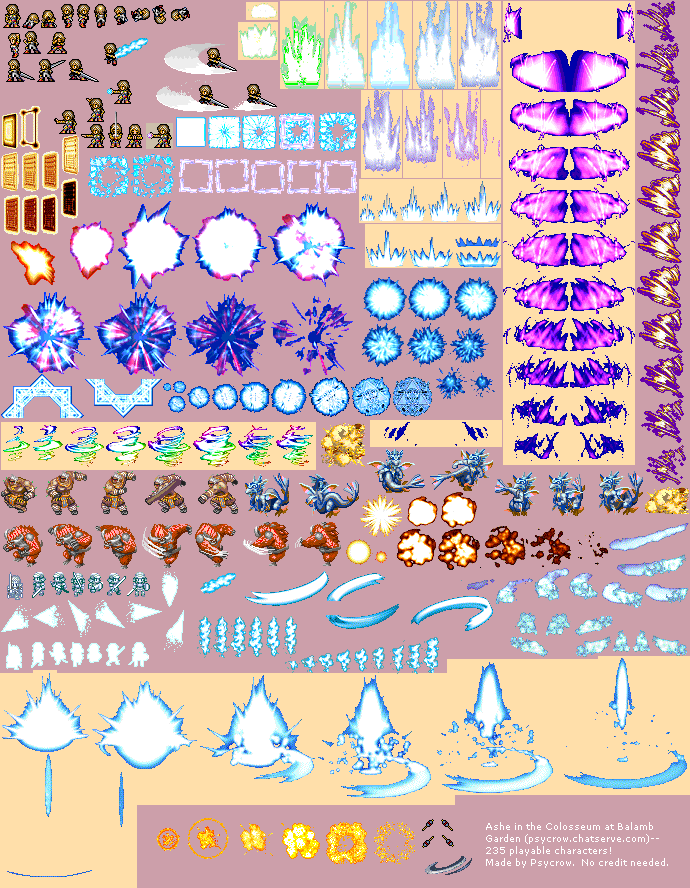 Ashe in the Colosseum at Balamb
Garden (psycrow.chatserve.com)--
235 playable characters!
Made by Psycrow.  No credit needed.